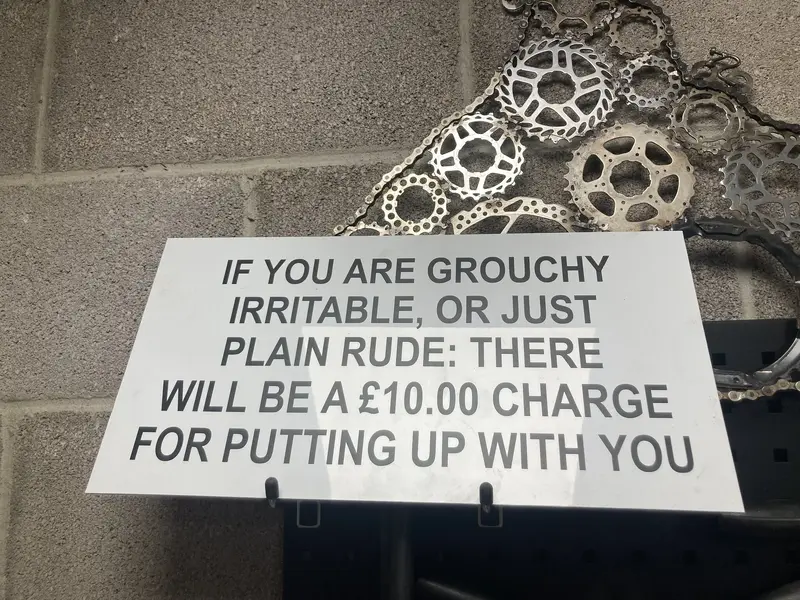 IF YOU ARE GROUCHY
IRRITABLE, OR JUST
PLAIN RUDE: THERE
WILL BE A £10.00 CHARGE
FOR PUTTING UP WITH YOU